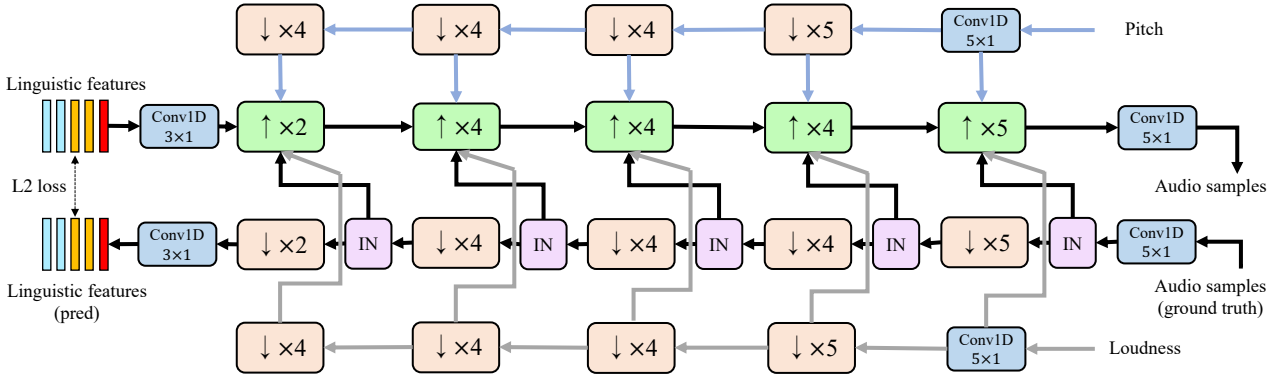 ↓×4
↓×4
↓×4
↓×5
Conv1D
5×1
Pitch
Linguistic features
Conv1D
3×1
↑×2
↑×4
↑×4
↑×4
↑×5
Conv1D
5×1
L2 loss
Audio samples
Conv1D
3×1
↓×2
IN
↓×4
IN
↓×4
IN
↓×4
IN
↓×5
IN
Conv1D
5×1
Linguistic features
(pred)
Audio samples
(ground truth)
↓×4
↓×4
↓×4
↓×5
Conv1D
5×1
Loudness